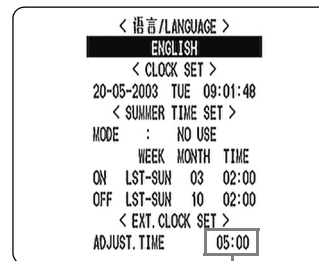 < 语言/LANGUAGE >
ENGLISH
< CLOCK SET >
20-05-2003 TUE 09:01:48
< SUMMER TIME SET >
MODE : NO USE
WEEK MONTH TIME
ON LST-SUN 03 02:00
OFF LST-SUN 10 02:00
< EXT.CLOCK SET >
ADJUST.TIME 05:00